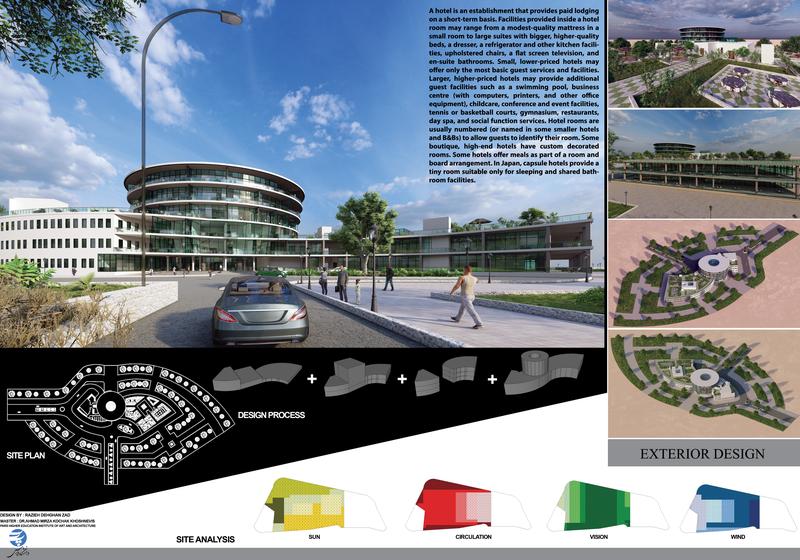 A hotel is an establishment that provides paid lodging
on a short-term basis. Facilities provided inside a hotel
room may range from a modest-quality mattress in a
small room to large suites with bigger, higher-quality
beds, a dresser, a refrigerator and other kitchen facili-
ties, upholstered chairs, a flat screen television, and
en-suite bathrooms. Small, lower-priced hotels may
offer only the most basic guest services and facilities.
Larger, higher-priced hotels may provide additional
guest facilities such as a swimming pool, business
centre (with computers, printers, and other office
equipment), childcare, conference and event facilities,
tennis or basketball courts, gymnasium, restaurants,
day spa, and social function services. Hotel rooms are
usually numbered (or named in some smaller hotels
and B&Bs) to allow guests to identify their room. Some
boutique, high-end hotels have custom decorated
rooms. Some hotels offer meals as part of a room and
board arrangement. In Japan, capsule hotels provide a
tiny room suitable only for sleeping and shared bath-
room facilities.
+ + +
DESIGN PROCESS
SITE PLAN
EXTERIOR DESIGN
DESIGN BY : RAZIEH DEHGHAN ZAD
MASTER : DR.AHMAD MIRZA KOCHAK KHOSHNEVIS
PARS HIGHER EDUCATION INSTITUTE OF ART AND ARCHITECTURE
SITE ANALYSIS
SUN
CIRCULATION
VISION
WIND